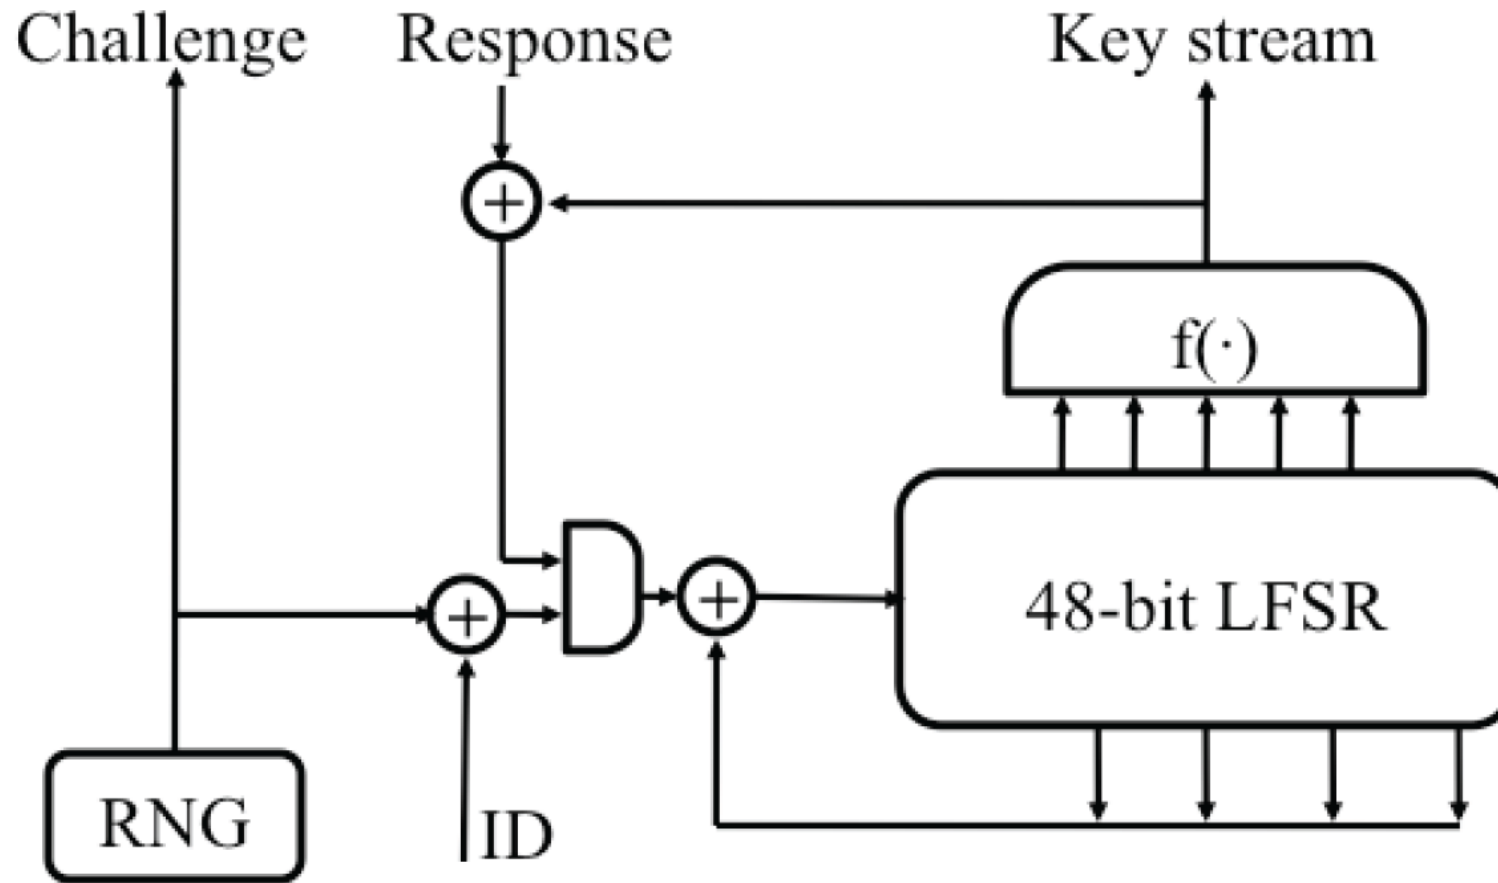 Challenge
Response
Key stream
f(·)
48-bit LFSR
RNG
ID